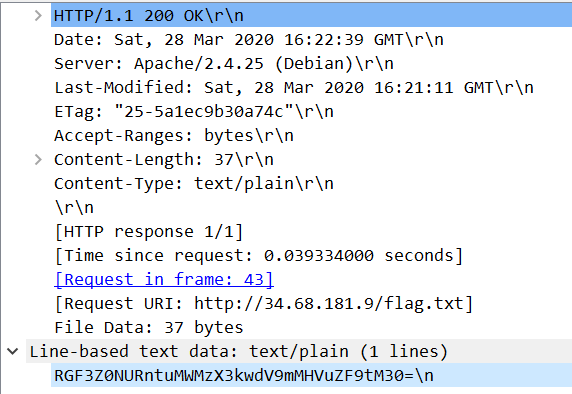 HTTP/1.1 200 OK\r\n
Date: Sat, 28 Mar 2020 16:22:39 GMT\r\n
Server: Apache/2.4.25 (Debian)\r\n
Last-Modified: Sat, 28 Mar 2020 16:21:11 GMT\r\n
ETag: "25-5a1ec9b30a74c"\r\n
Accept-Ranges: bytes\r\n
Content-Length: 37\r\n
Content-Type: text/plain\r\n
\r\n
[HTTP response 1/1]
[Time since request: 0.039334000 seconds]
[Request in frame: 43]
[Request URI: http://34.68.181.9/flag.txt]
File Data: 37 bytes
Line-based text data: text/plain (1 lines)
RGF3Z0NURntuMWMzX3kwdV9mMHVuZF9tM30=\n